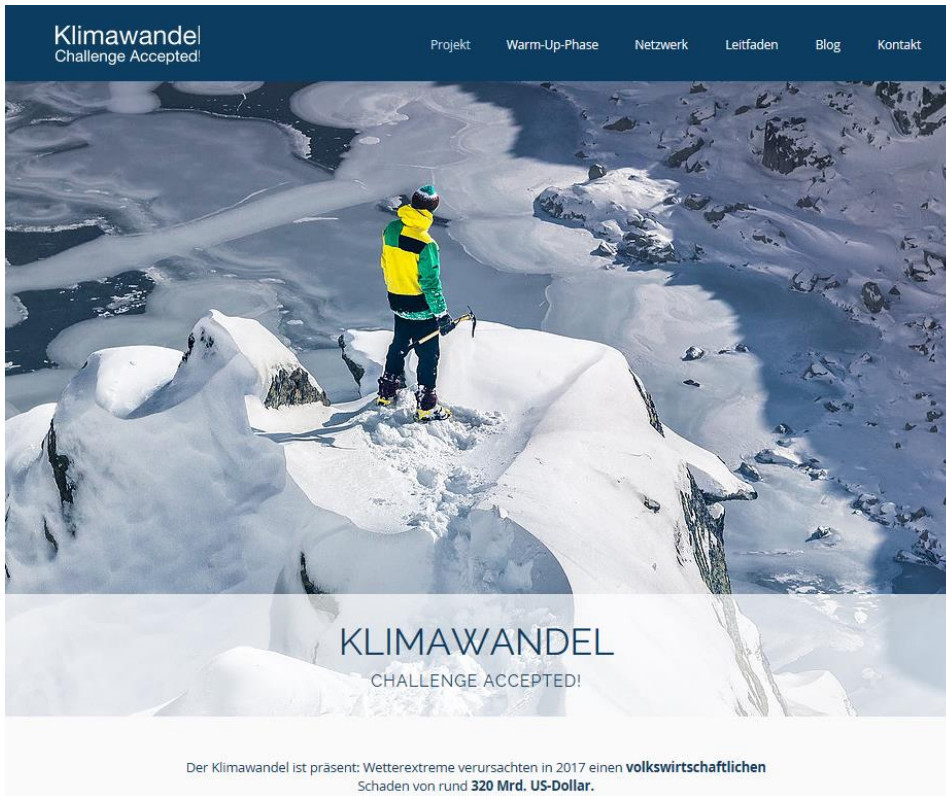 Klimawandel
Challenge Accepted!
Projekt Warm-Up-Phase Netzwerk Leitfaden Blog Kontakt
KLIMAWANDEL
CHALLENGE ACCEPTED!
Der Klimawandel ist präsent: Wetterextreme verursachten in 2017 einen volkswirtschaftlichen
Schaden von rund 320 Mrd. US-Dollar.